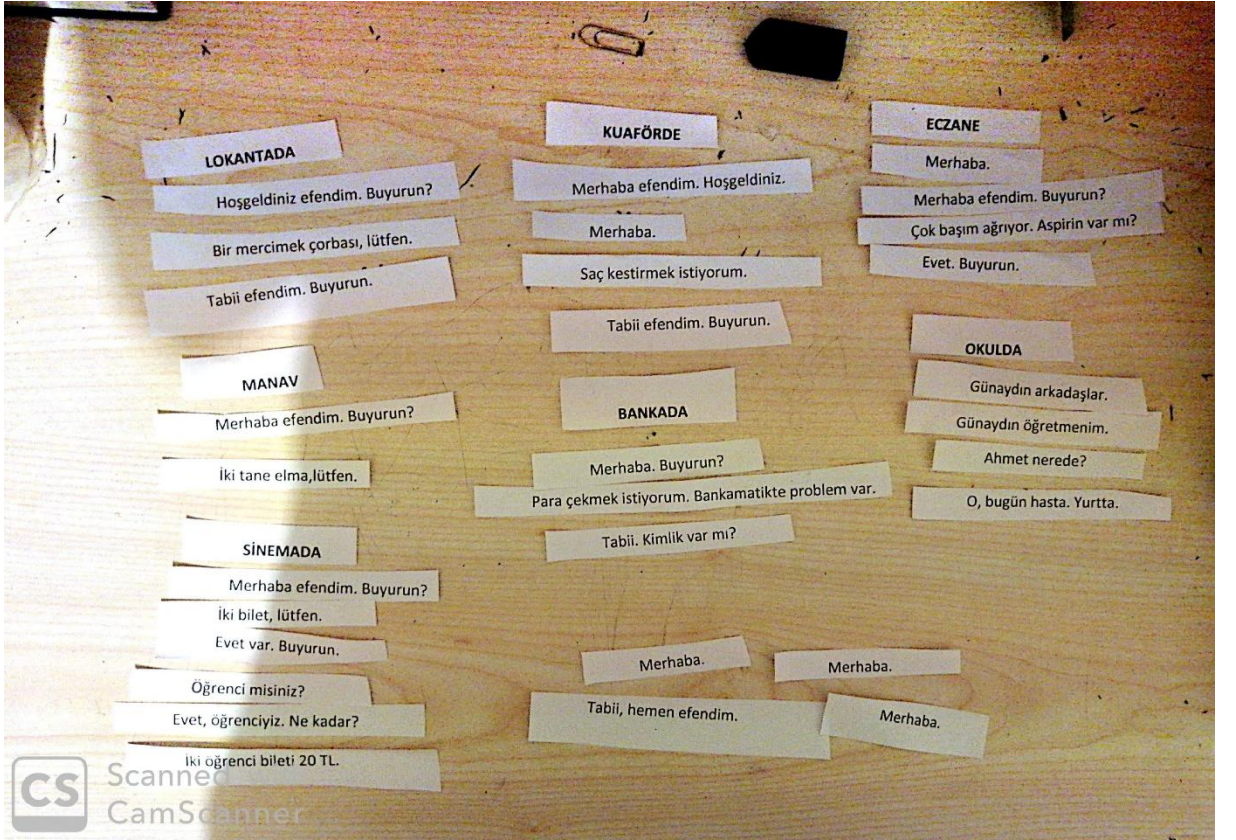 LOKANTADA
Hoşgeldiniz efendim. Buyurun?
Bir mercimek çorbası, lütfen.
Tabii efendim. Buyurun.
MANAV
Merhaba efendim. Buyurun?
İki tane elma,lütfen.
SİNEMADA
Merhaba efendim. Buyurun?
İki bilet, lütfen.
Evet var. Buyurun.
Öğrenci misiniz?
Evet, öğrenciyiz. Ne kadar?
İki öğrenci bileti 20 TL.
KUAFÖRDE
Merhaba efendim. Hoşgeldiniz.
Merhaba.
Saç kestirmek istiyorum.
Tabii efendim. Buyurun.
BANKADA
Merhaba. Buyurun?
Para çekmek istiyorum. Bankamatikte problem var.
Tabii. Kimlik var mı?
Merhaba.
Merhaba.
Tabii, hemen efendim.
Merhaba.
ECZANE
Merhaba.
Merhaba efendim. Buyurun?
Çok başım ağrıyor. Aspirin var mı?
Evet. Buyurun.
OKULDA
Günaydın arkadaşlar.
Günaydın öğretmenim.
Ahmet nerede?
O, bugün hasta. Yurtta.
CS
Scanned
CamScanner